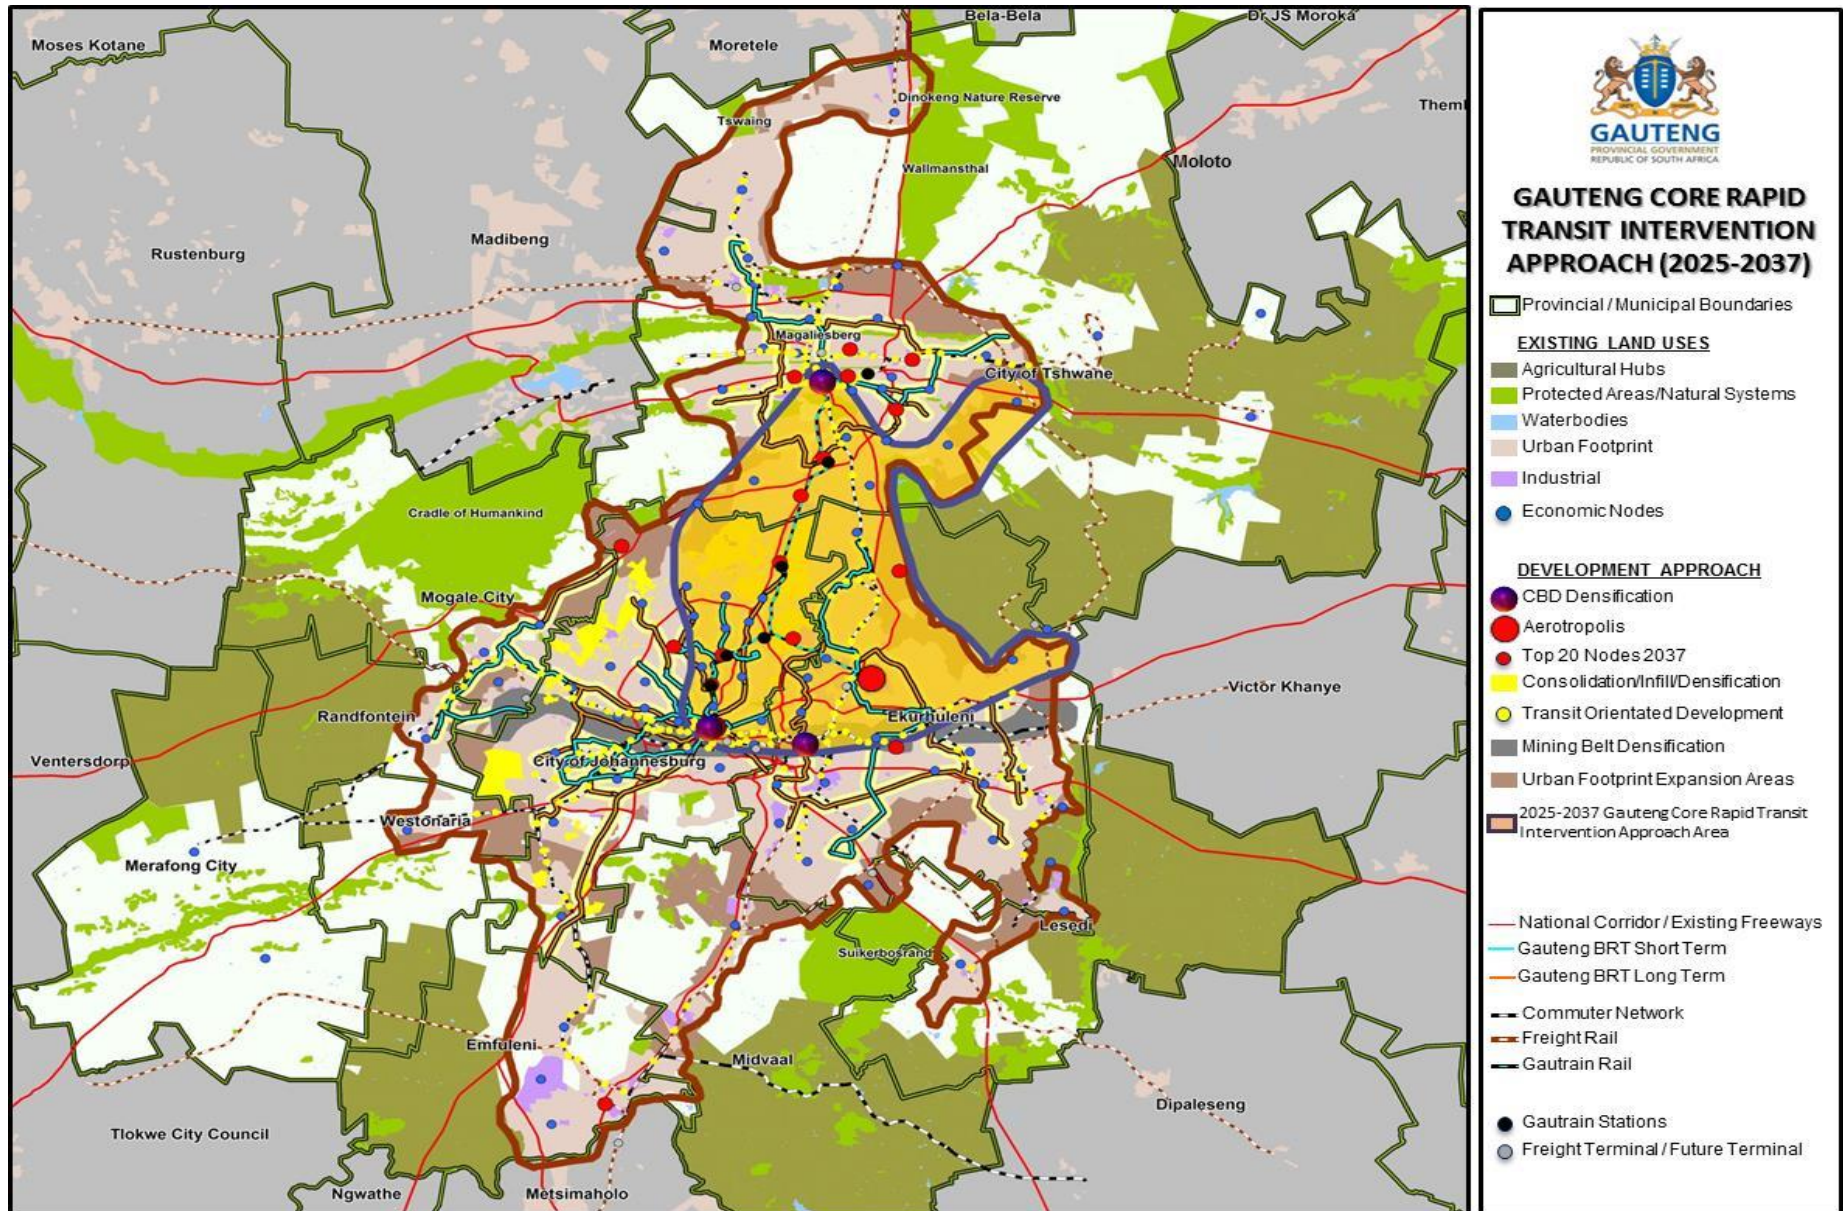 Bela-Bela
Dr JS Moroka
Moses Kotane
Moretele
Dinokeng Nature Reserve
Tswaing
Wallmansthal
Moloto
Madibeng
Rustenburg
Magaliesberg
City of Tshwane
Cradle of Humankind
Mogale City
Victor Khanye
Randfontein
Ekurhuleni
Ventersdorp
City of Johannesburg
Westonaria
Merafong City
Lesedi
Suikerbosrand
Emfuleni
Midvaal
Dipaleseng
Tlokwe City Council
Ngwathe
Metsimaholo
GAUTENG
PROVINCIAL GOVERNMENT
REPUBLIC OF SOUTH AFRICA
GAUTENG CORE RAPID
TRANSIT INTERVENTION
APPROACH (2025-2037)
Provincial / Municipal Boundaries
EXISTING LAND USES
Agricultural Hubs
Protected Areas/Natural Systems
Waterbodies
Urban Footprint
Industrial
Economic Nodes
DEVELOPMENT APPROACH
CBD Densification
Aerotropolis
Top 20 Nodes 2037
Consolidation/Infill/Densification
Transit Orientated Development
Mining Belt Densification
Urban Footprint Expansion Areas
2025-2037 Gauteng Core Rapid Transit
Intervention Approach Area
National Corridor / Existing Freeways
Gauteng BRT Short Term
Gauteng BRT Long Term
Commuter Network
Freight Rail
Gautrain Rail
Gautrain Stations
Freight Terminal / Future Terminal